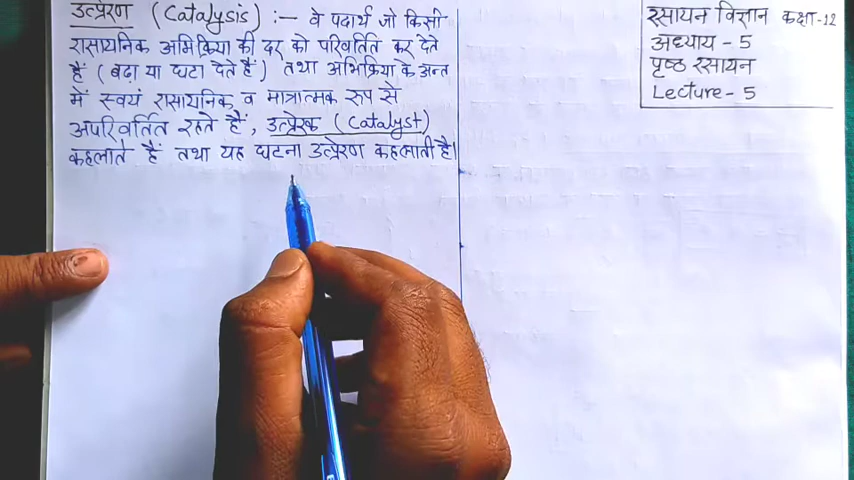 उत्प्रेरण (Catalysis) :— वे पदार्थ जो किसी
रासायनिक अभिक्रिया की दर को परिवर्तित कर देते
हैं ( बढ़ा या घटा देते हैं ) तथा अभिक्रिया के अन्त
में स्वयं रासायनिक व मात्रात्मक रूप से
अपरिवर्तित रहते हैं, उत्प्रेरक (Catalyst)
कहलाते हैं तथा यह घटना उत्प्रेरण कहलाती है।
रसायन विज्ञान कक्षा-12
अध्याय - 5
पृष्ठ रसायन
Lecture - 5